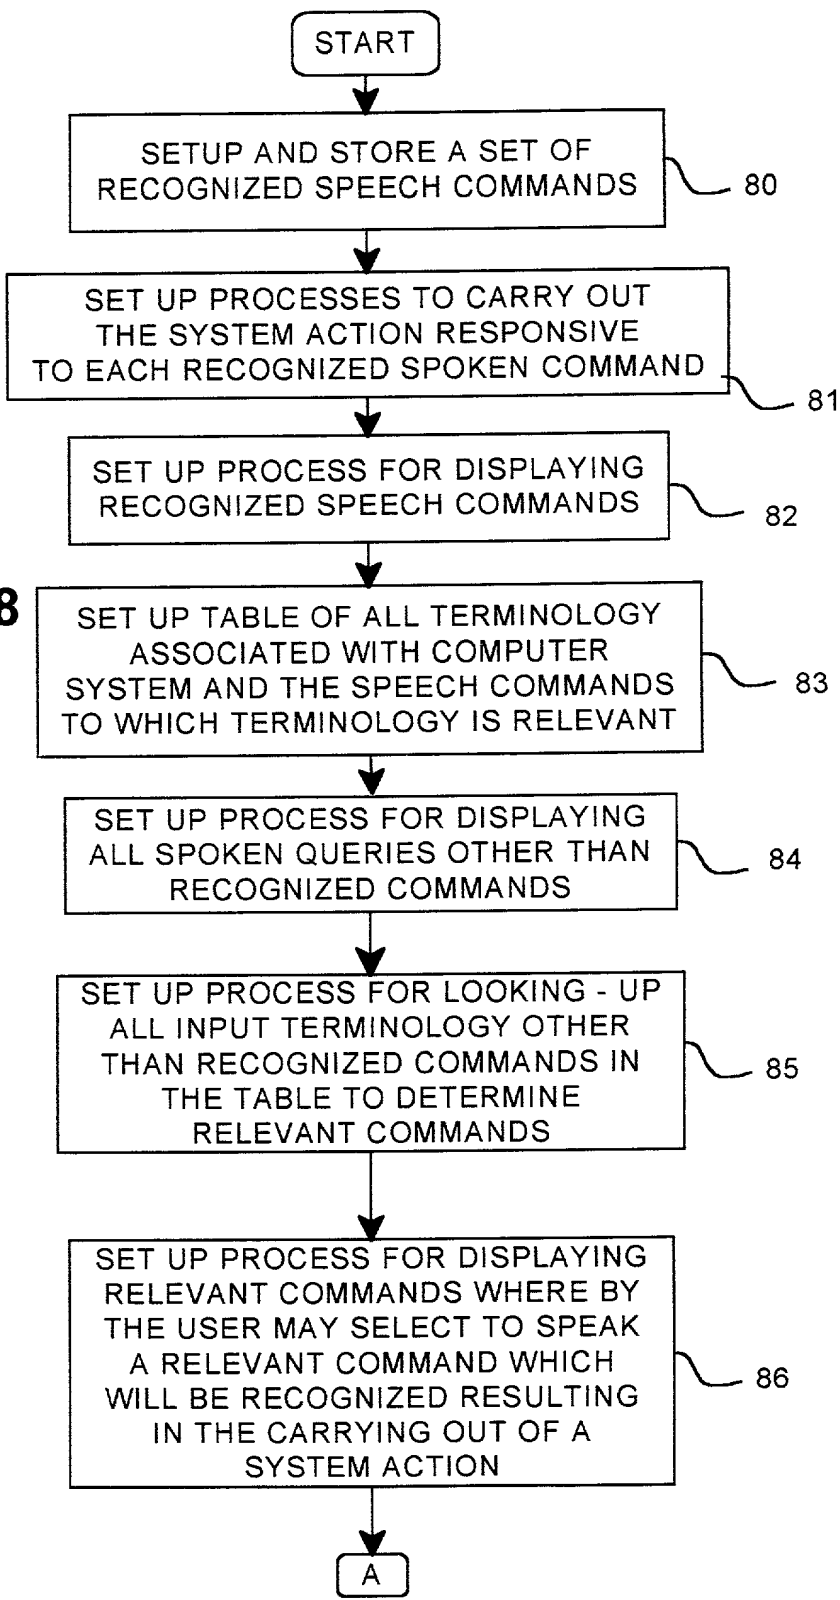 START
SETUP AND STORE A SET OF
RECOGNIZED SPEECH COMMANDS
80
SET UP PROCESSES TO CARRY OUT
THE SYSTEM ACTION RESPONSIVE
TO EACH RECOGNIZED SPOKEN COMMAND
81
SET UP PROCESS FOR DISPLAYING
RECOGNIZED SPEECH COMMANDS
82
8
SET UP TABLE OF ALL TERMINOLOGY
ASSOCIATED WITH COMPUTER
SYSTEM AND THE SPEECH COMMANDS
TO WHICH TERMINOLOGY IS RELEVANT
83
SET UP PROCESS FOR DISPLAYING
ALL SPOKEN QUERIES OTHER THAN
RECOGNIZED COMMANDS
84
SET UP PROCESS FOR LOOKING - UP
ALL INPUT TERMINOLOGY OTHER
THAN RECOGNIZED COMMANDS IN
THE TABLE TO DETERMINE
RELEVANT COMMANDS
85
SET UP PROCESS FOR DISPLAYING
RELEVANT COMMANDS WHERE BY
THE USER MAY SELECT TO SPEAK
A RELEVANT COMMAND WHICH
WILL BE RECOGNIZED RESULTING
IN THE CARRYING OUT OF A
SYSTEM ACTION
86
A